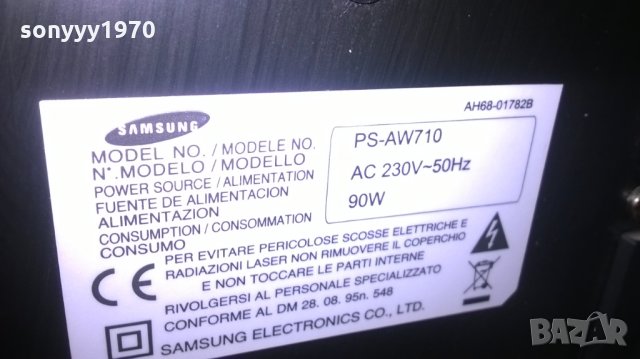 sonyyy1970
AH68-01782B
SAMSUNG
MODEL NO. / MODELE NO.
N°.MODELO / MODELLO
POWER SOURCE / ALIMENTATION
FUENTE DE ALIMENTACION
ALIMENTAZION
CONSUMPTION / CONSOMMATION
CONSUMO
PS-AW710
AC 230V~50Hz
90W
PER EVITARE PERICOLOSE SCOSSE ELETTRICHE E
RADIAZIONI LASER NON RIMUOVERE IL COPERCHIO
E NON TOCCARE LE PARTI INTERNE
RIVOLGERSI AL PERSONALE SPECIALIZZATO
CONFORME AL DM 28. 08. 95n. 548
SAMSUNG ELECTRONICS CO., LTD.
CE
BAZÀR